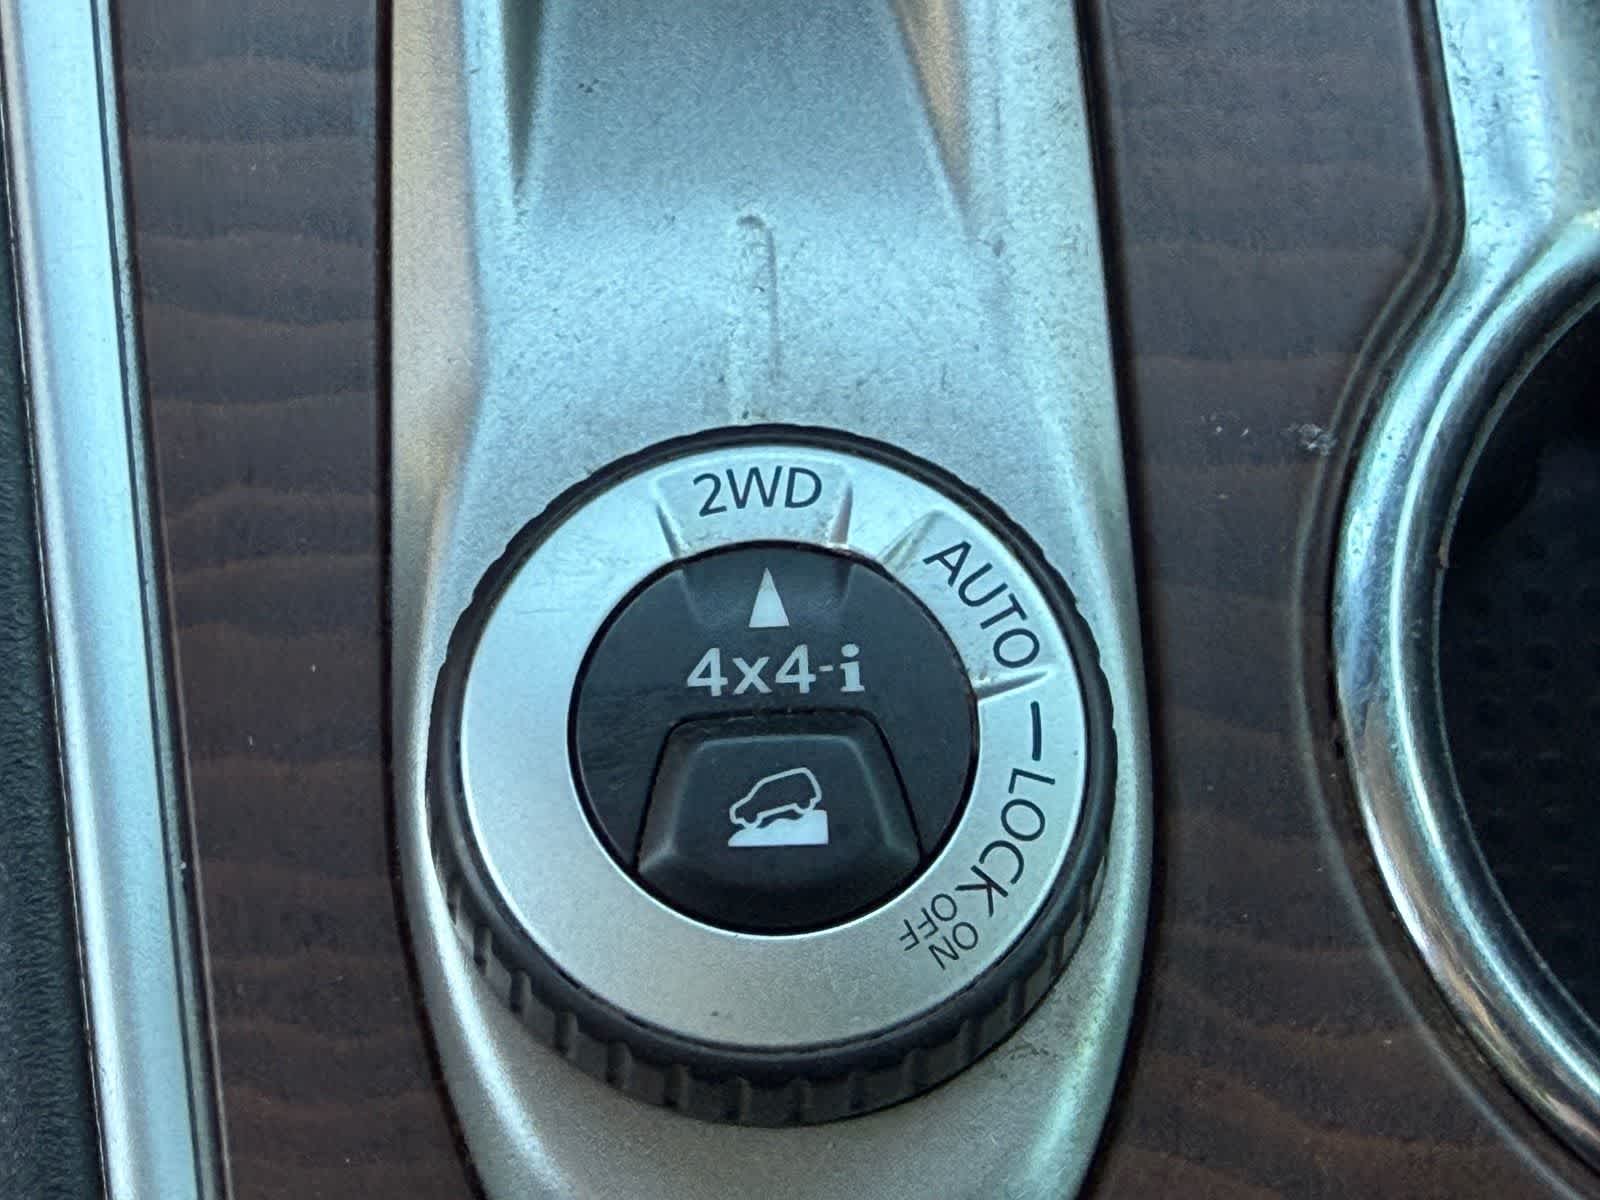 2WD
AUTO
–LOCK
ON
OFF
4x4-i